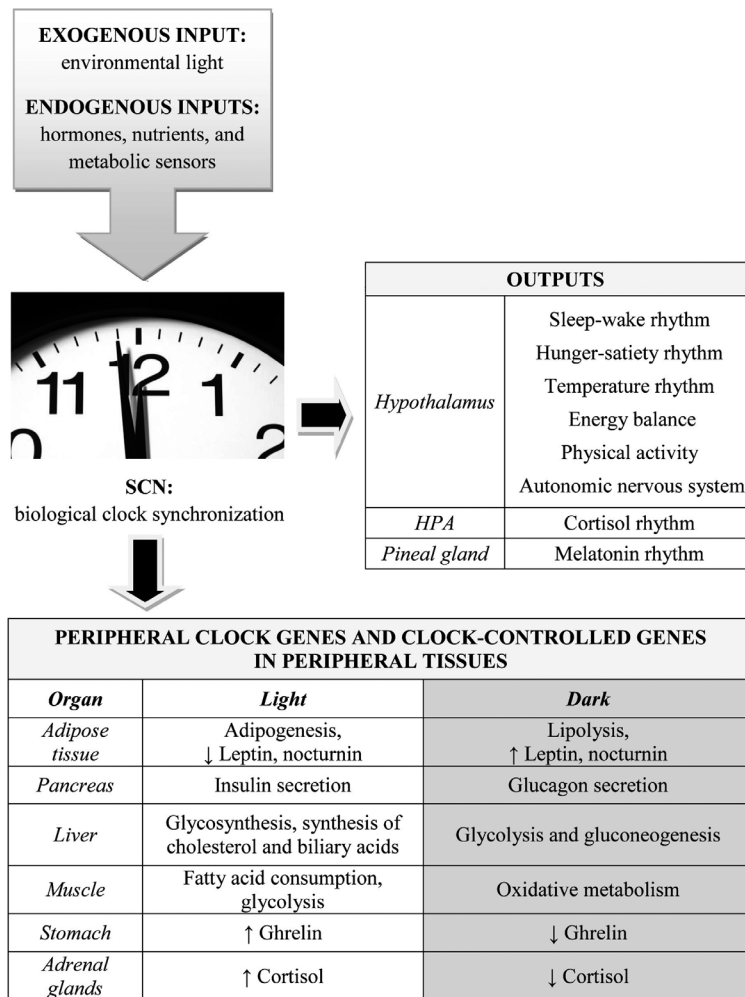 EXOGENOUS INPUT:
environmental light
ENDOGENOUS INPUTS:
hormones, nutrients, and
metabolic sensors
11 12 1
0 2
SCN:
biological clock synchronization
OUTPUTS
Hypothalamus
Sleep-wake rhythm
Hunger-satiety rhythm
Temperature rhythm
Energy balance
Physical activity
Autonomic nervous system
HPA Cortisol rhythm
Pineal gland Melatonin rhythm
PERIPHERAL CLOCK GENES AND CLOCK-CONTROLLED GENES
IN PERIPHERAL TISSUES
Organ Light Dark
Adipose
tissue
Adipogenesis,
↓ Leptin, nocturnin
Lipolysis,
↑ Leptin, nocturnin
Pancreas Insulin secretion Glucagon secretion
Liver
Glycosynthesis, synthesis of
cholesterol and biliary acids
Glycolysis and gluconeogenesis
Muscle
Fatty acid consumption,
glycolysis
Oxidative metabolism
Stomach ↑ Ghrelin ↓ Ghrelin
Adrenal
glands
↑ Cortisol ↓ Cortisol